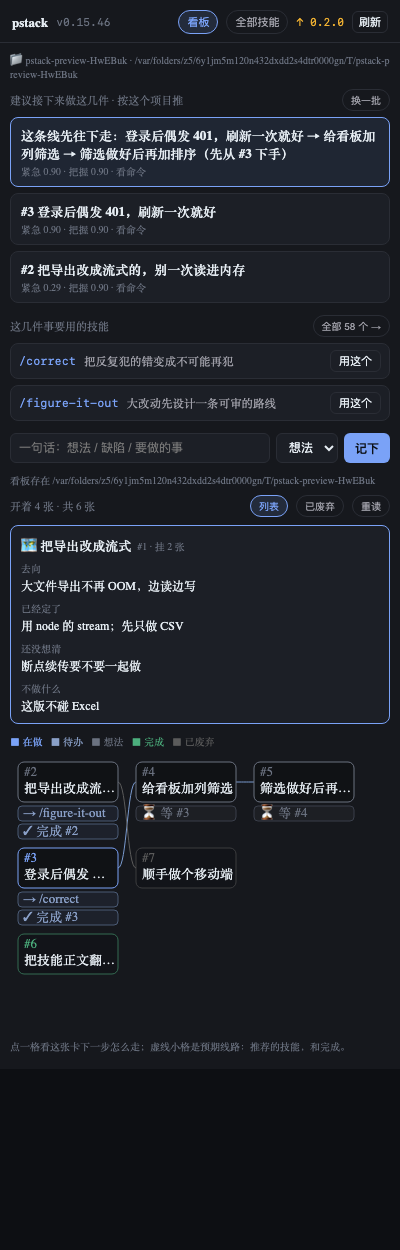 pstack v0.15.46 看板 全部技能 ↑ 0.2.0 刷新
pstack-preview-HwEBuk · /var/folders/z5/6y1jm5m120n432dxdd2s4dtr0000gn/T/pstack-p
review-HwEBuk
建议接下来做这几件 · 按这个项目推 换一批
这条线先往下走：登录后偶发 401，刷新一次就好 → 给看板加
列筛选 → 筛选做好后再加排序（先从 #3 下手）
紧急 0.90 · 把握 0.90 · 看命令
#3 登录后偶发 401，刷新一次就好
紧急 0.90 · 把握 0.90 · 看命令
#2 把导出改成流式的，别一次读进内存
紧急 0.29 · 把握 0.90 · 看命令
这几件事要用的技能 全部 58 个 →
/correct 把反复犯的错变成不可能再犯 用这个
/figure-it-out 大改动先设计一条可审的路线 用这个
一句话：想法 / 缺陷 / 要做的事 想法 记下
看板存在 /var/folders/z5/6y1jm5m120n432dxdd2s4dtr0000gn/T/pstack-preview-HwEBuk
开着 4 张 · 共 6 张 列表 已废弃 重读
把导出改成流式 #1 · 挂 2 张
去向
大文件导出不再 OOM，边读边写
已经定了
用 node 的 stream；先只做 CSV
还没想清
断点续传要不要一起做
不做什么
这版不碰 Excel
在做 待办 想法 完成 已废弃
#2 #4 #5
把导出改成流… 给看板加列筛选 筛选做好后再…
→ /figure-it-out ⏳ 等 #3 ⏳ 等 #4
✓ 完成 #2
#3 #7
登录后偶发 … 顺手做个移动端
→ /correct
✓ 完成 #3
#6
把技能正文翻…
点一格看这张卡下一步怎么走；虚线小格是预期线路：推荐的技能、和完成。